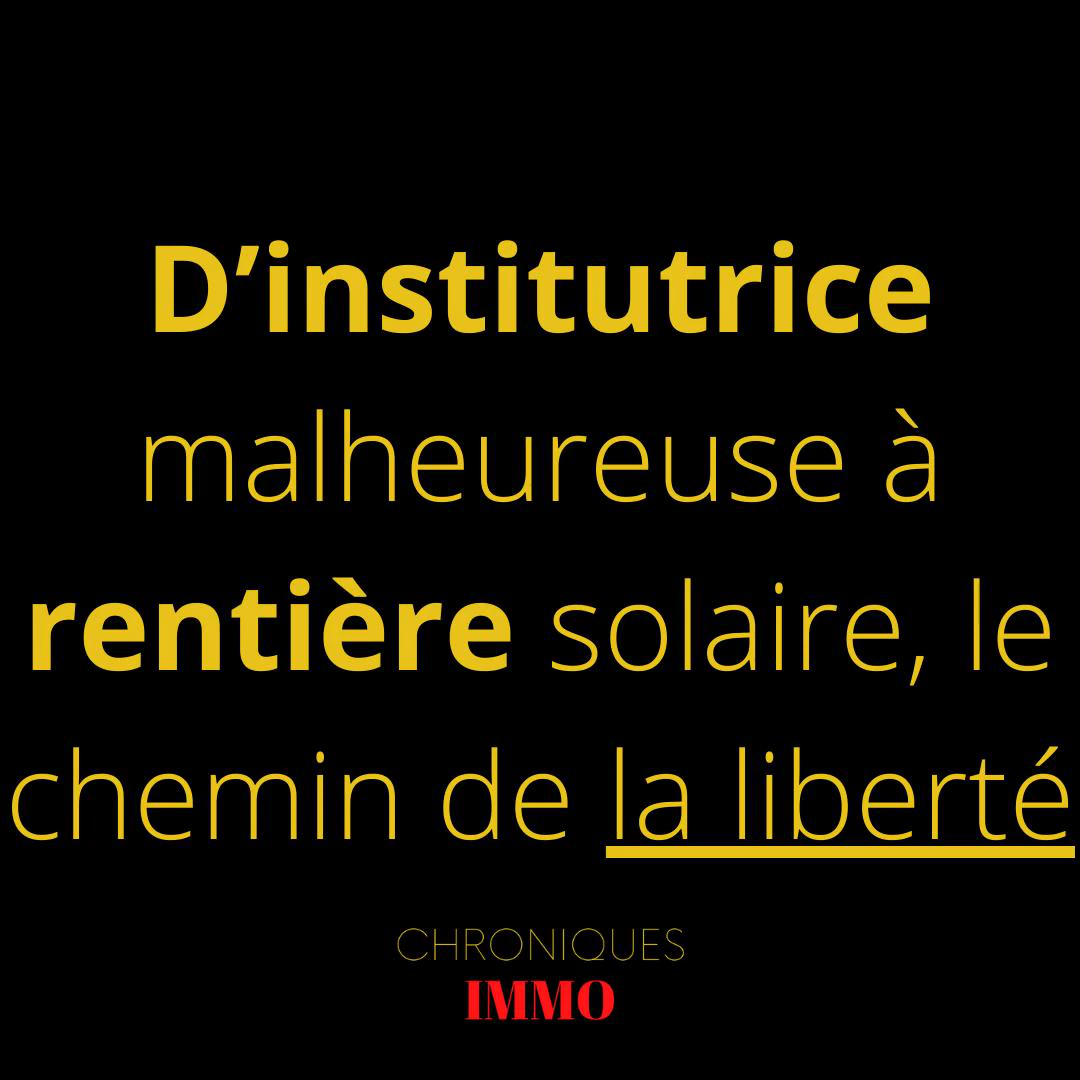 D’institutrice
malheureuse à
rentière solaire, le
chemin de la liberté
CHRONIQUES
IMMO